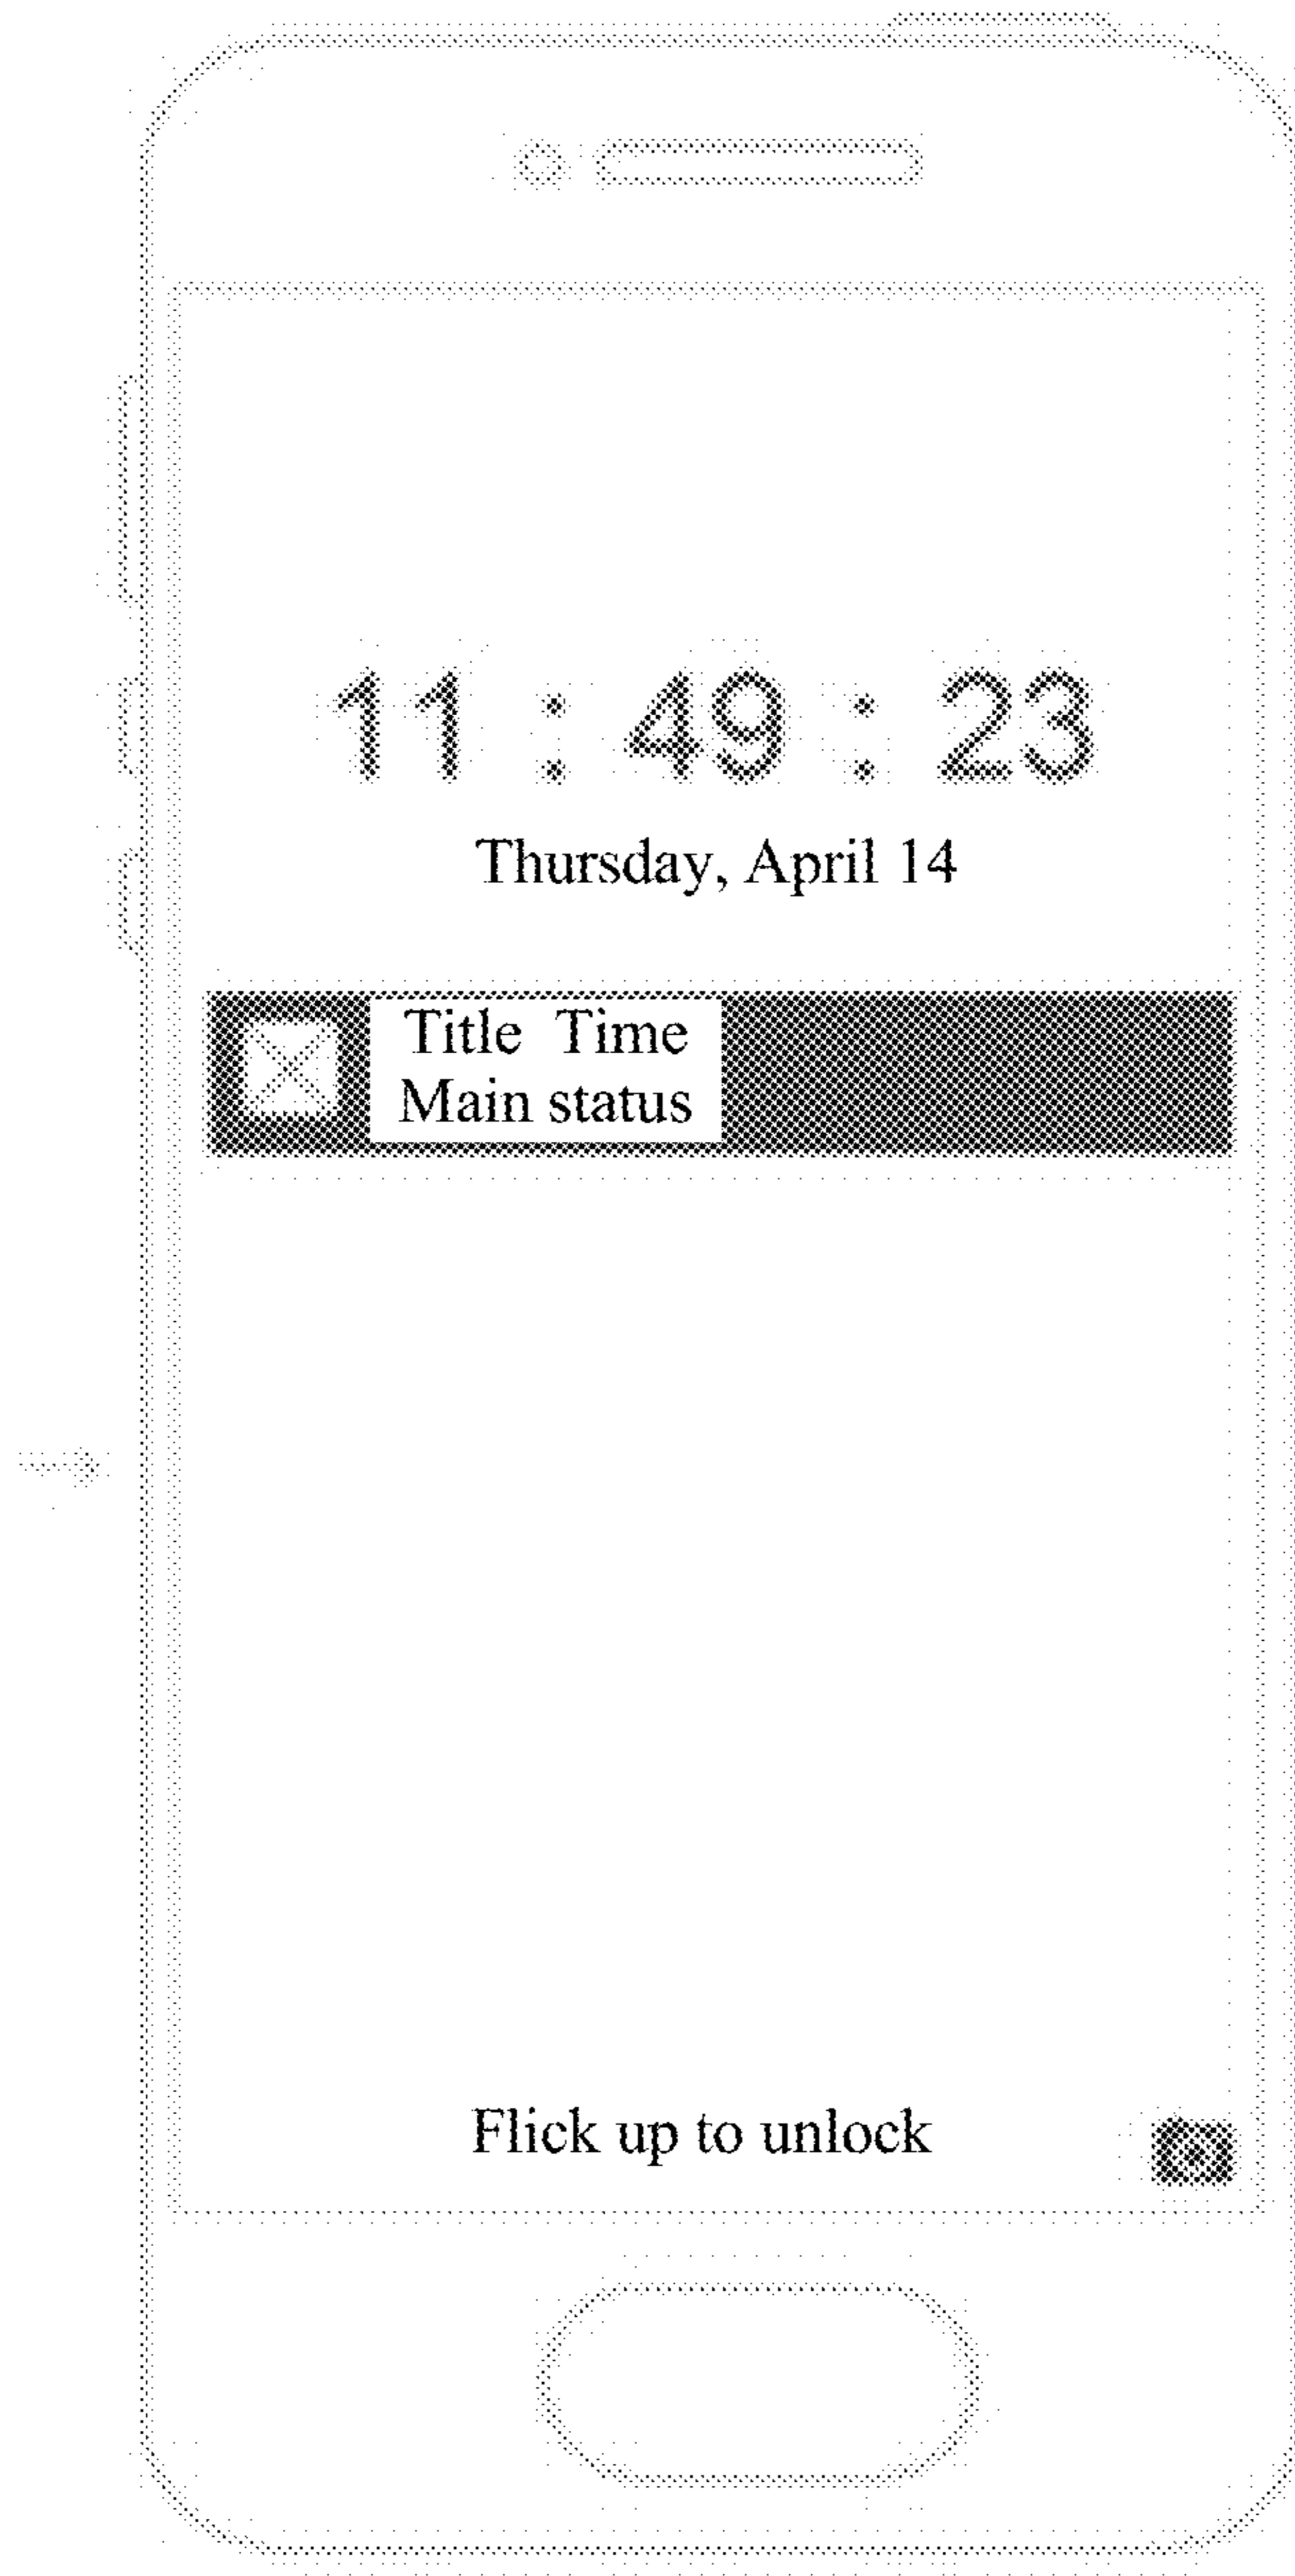 11 : 49 : 23
Thursday, April 14
Title Time
Main status
Flick up to unlock